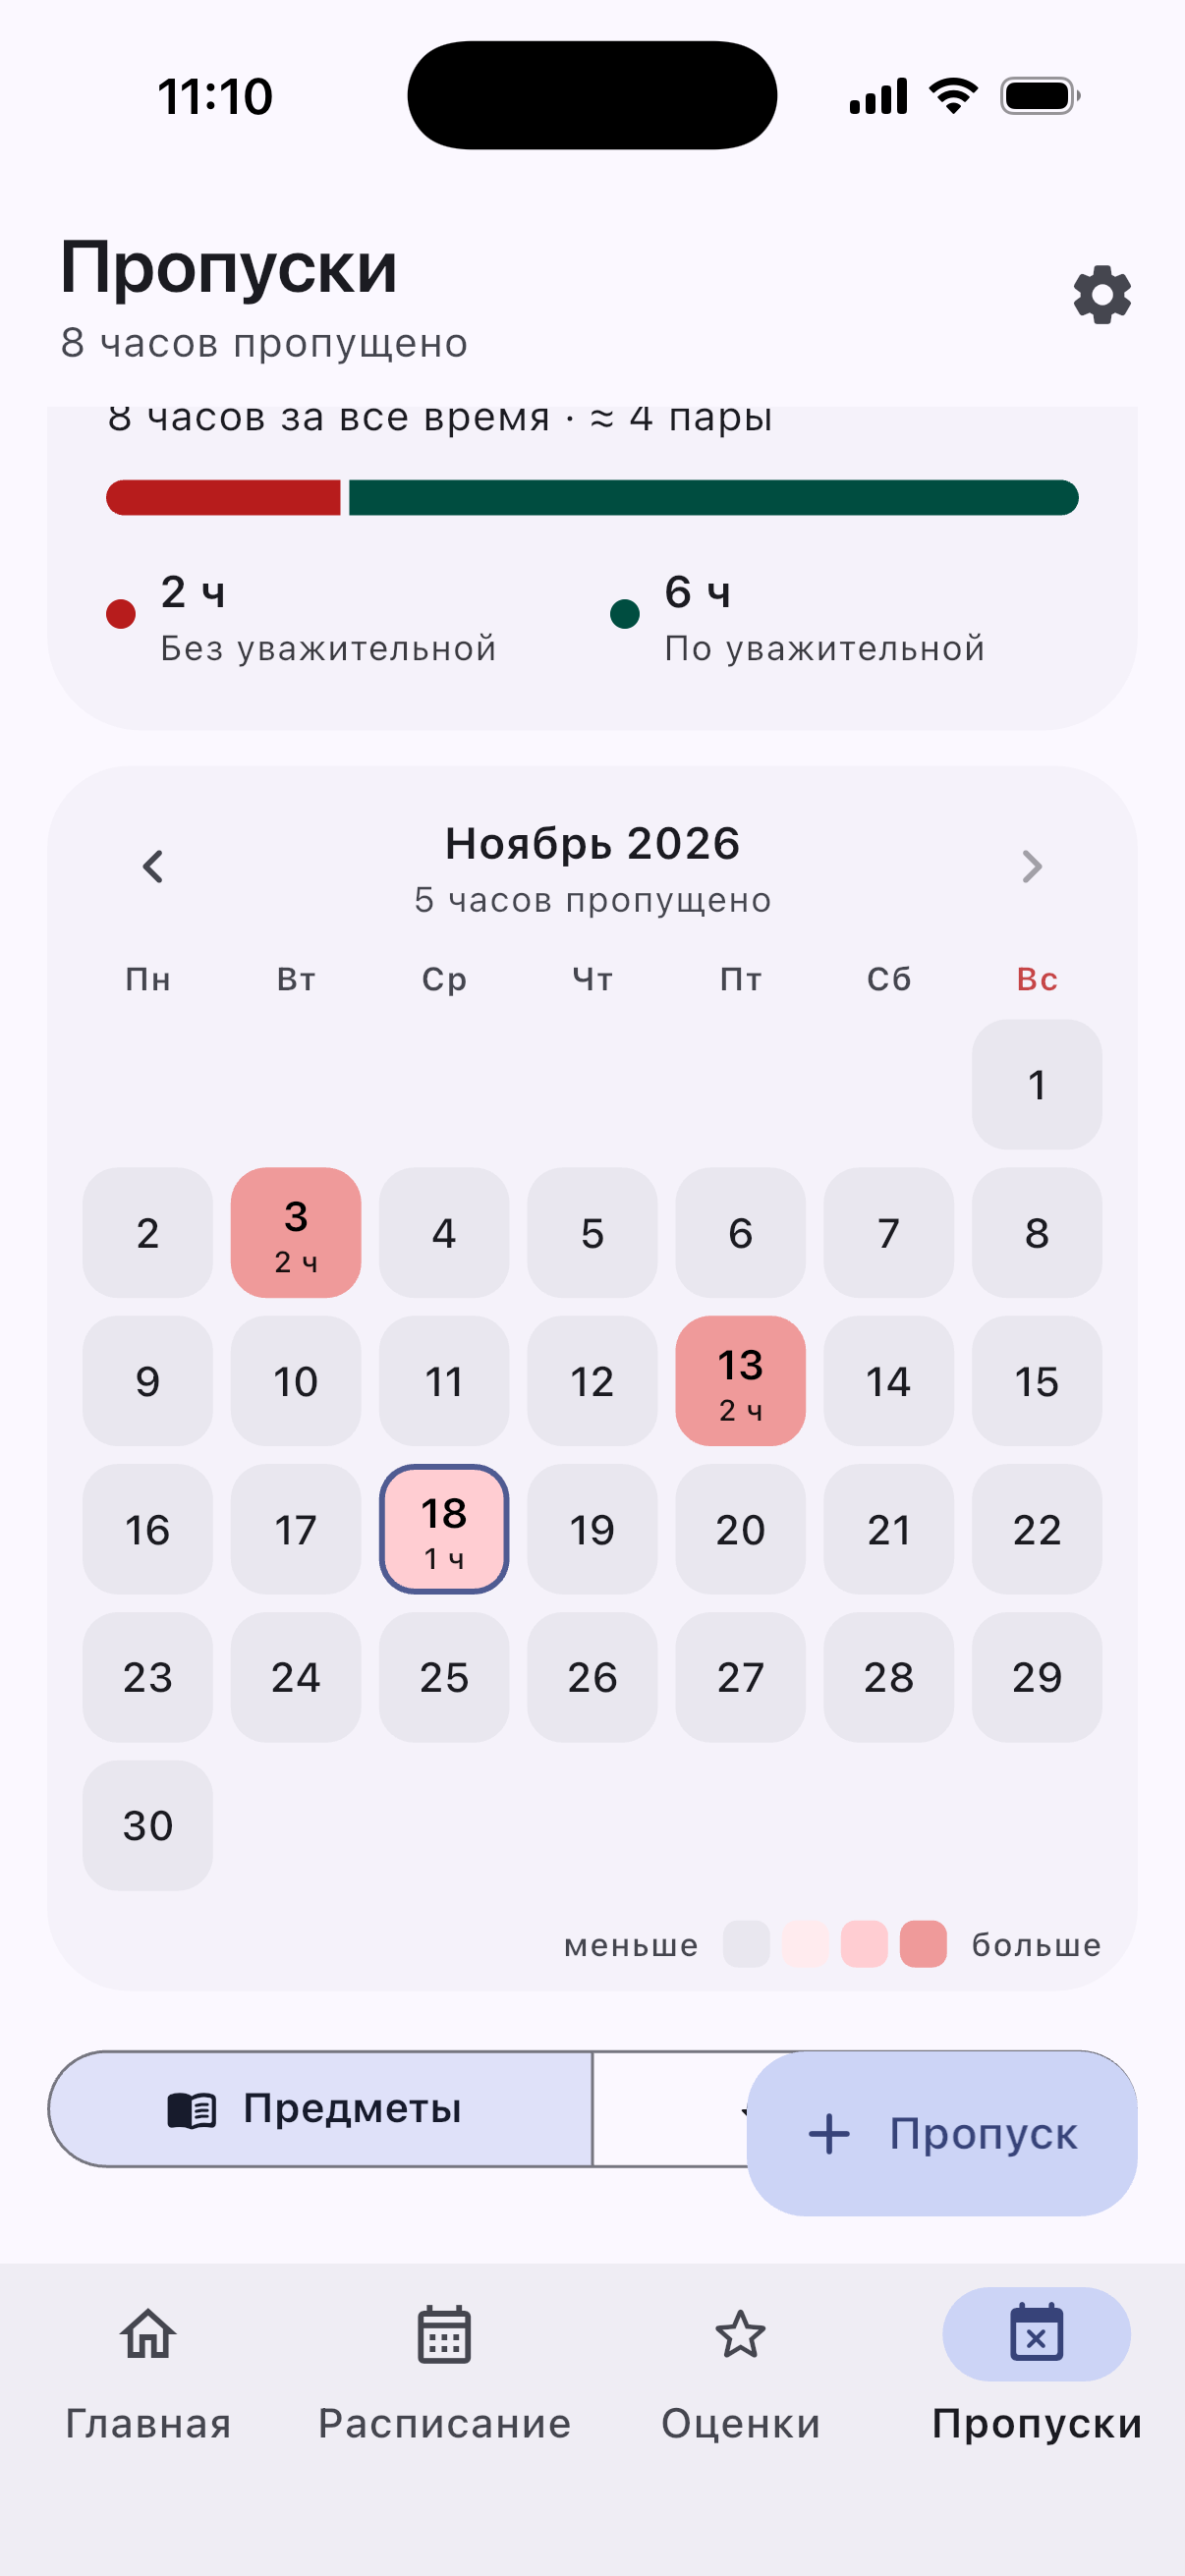 11:10
Пропуски
8 часов пропущено
8 часов за все время · ≈ 4 пары
2 ч
Без уважительной
6 ч
По уважительной
Ноябрь 2026
5 часов пропущено
Пн Вт Ср Чт Пт Сб Вс
1
2 3 4 5 6 7 8
2 ч
9 10 11 12 13 14 15
2 ч
16 17 18 19 20 21 22
1 ч
23 24 25 26 27 28 29
30
меньше больше
Предметы
+ Пропуск
Главная Расписание Оценки Пропуски